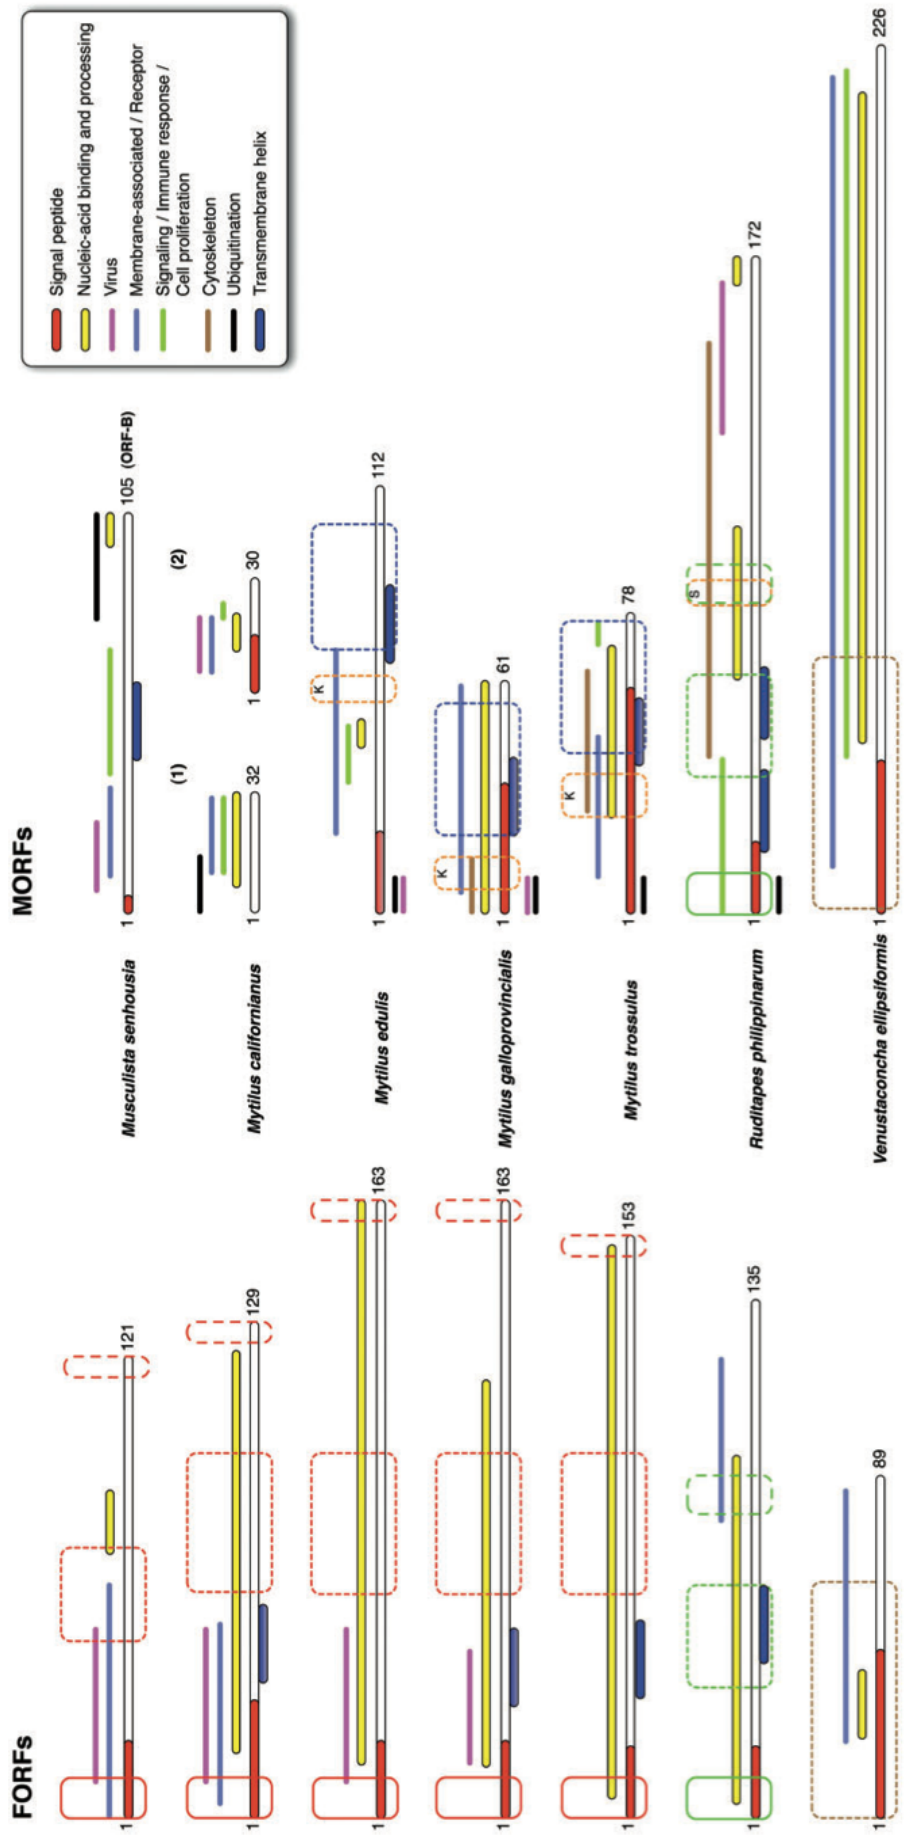 FORFs
MORFs
Signal peptide
Nucleic-acid binding and processing
Virus
Membrane-associated / Receptor
Signaling / Immune response /
Cell proliferation
Cytoskeleton
Ubiquitination
Transmembrane helix
1 121
Musculista senhousia
1 105 (ORF-B)
1 129
Mytilus californianus
(1)
1 32
(2)
1 30
1 163
Mytilus edulis
K
1 112
1 163
Mytilus galloprovincialis
K
1 61
1 153
Mytilus trossulus
K
1 78
1 135
Ruditapes philippinarum
S
1 172
1 89
Venustaconcha ellipsiformis
1 226